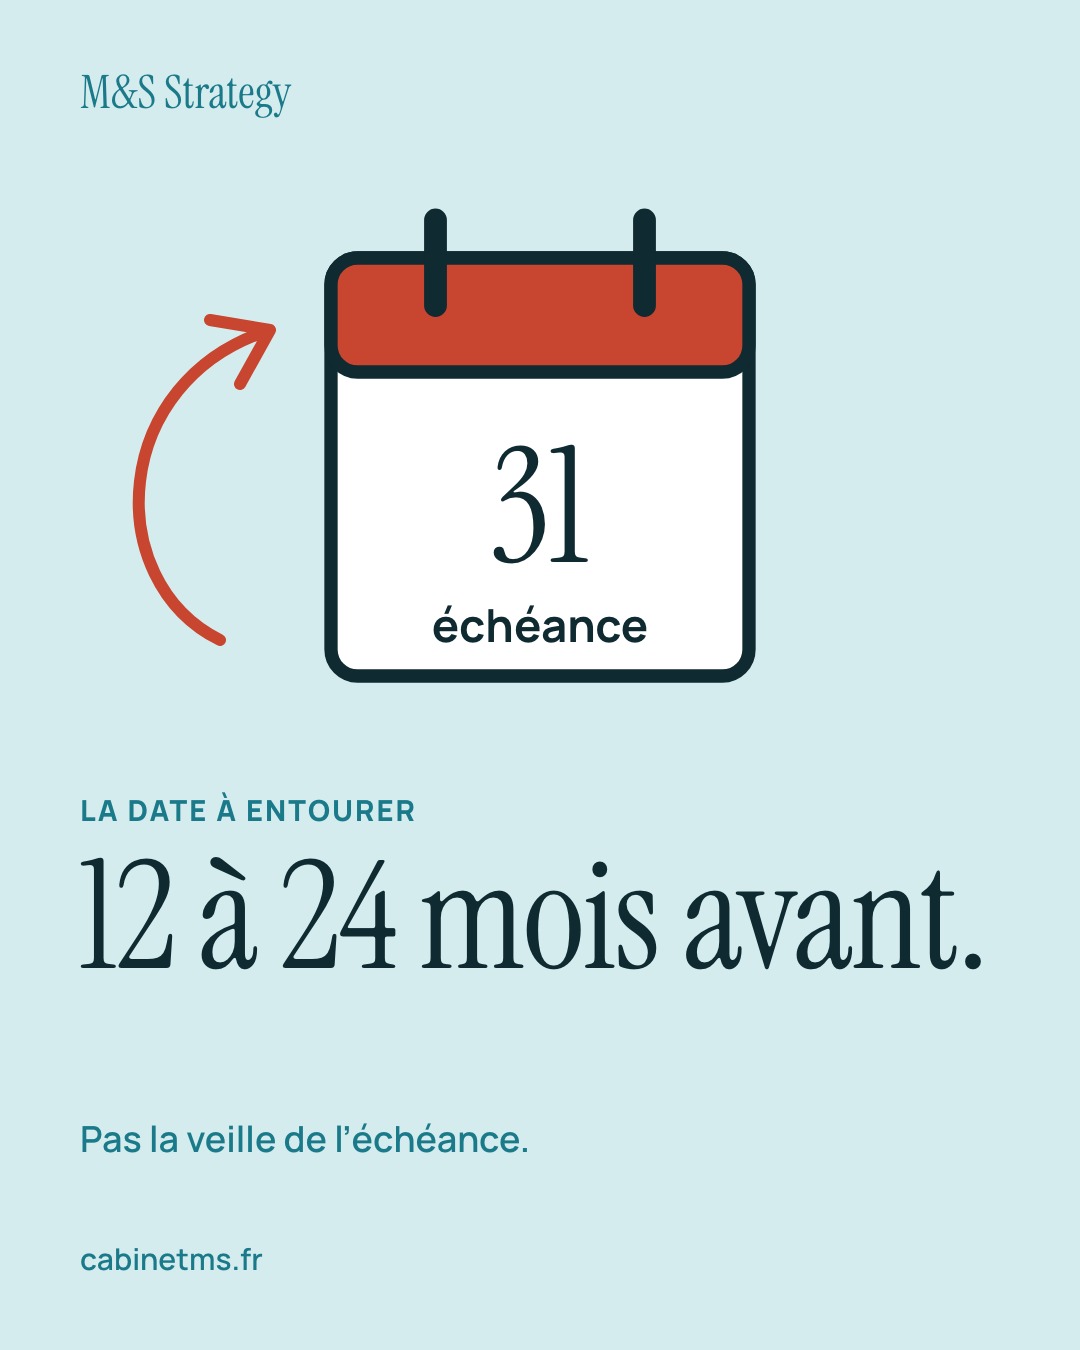 M&S Strategy
31
échéance
LA DATE À ENTOURER
12 à 24 mois avant.
Pas la veille de l’échéance.
cabinetms.fr